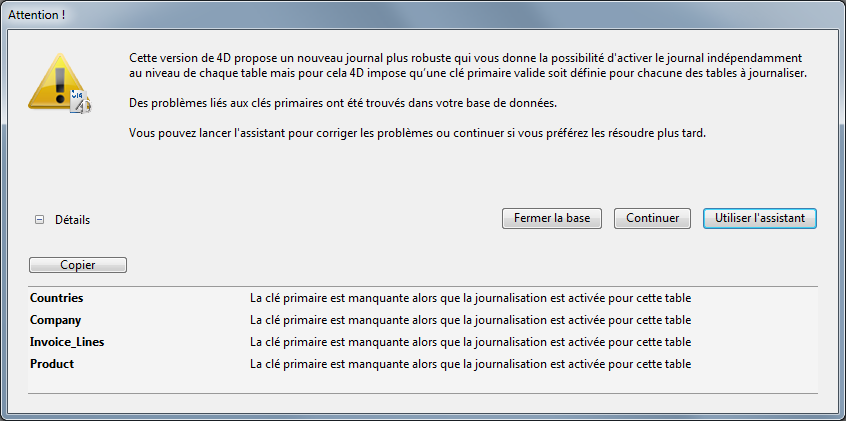 Attention !
Cette version de 4D propose un nouveau journal plus robuste qui vous donne la possibilité d'activer le journal indépendamment
au niveau de chaque table mais pour cela 4D impose qu'une clé primaire valide soit définie pour chacune des tables à journaliser.
Des problèmes liés aux clés primaires ont été trouvés dans votre base de données.
Vous pouvez lancer l'assistant pour corriger les problèmes ou continuer si vous préférez les résoudre plus tard.
Détails
Fermer la base
Continuer
Utiliser l'assistant
Copier
Countries La clé primaire est manquante alors que la journalisation est activée pour cette table
Company La clé primaire est manquante alors que la journalisation est activée pour cette table
Invoice_Lines La clé primaire est manquante alors que la journalisation est activée pour cette table
Product La clé primaire est manquante alors que la journalisation est activée pour cette table